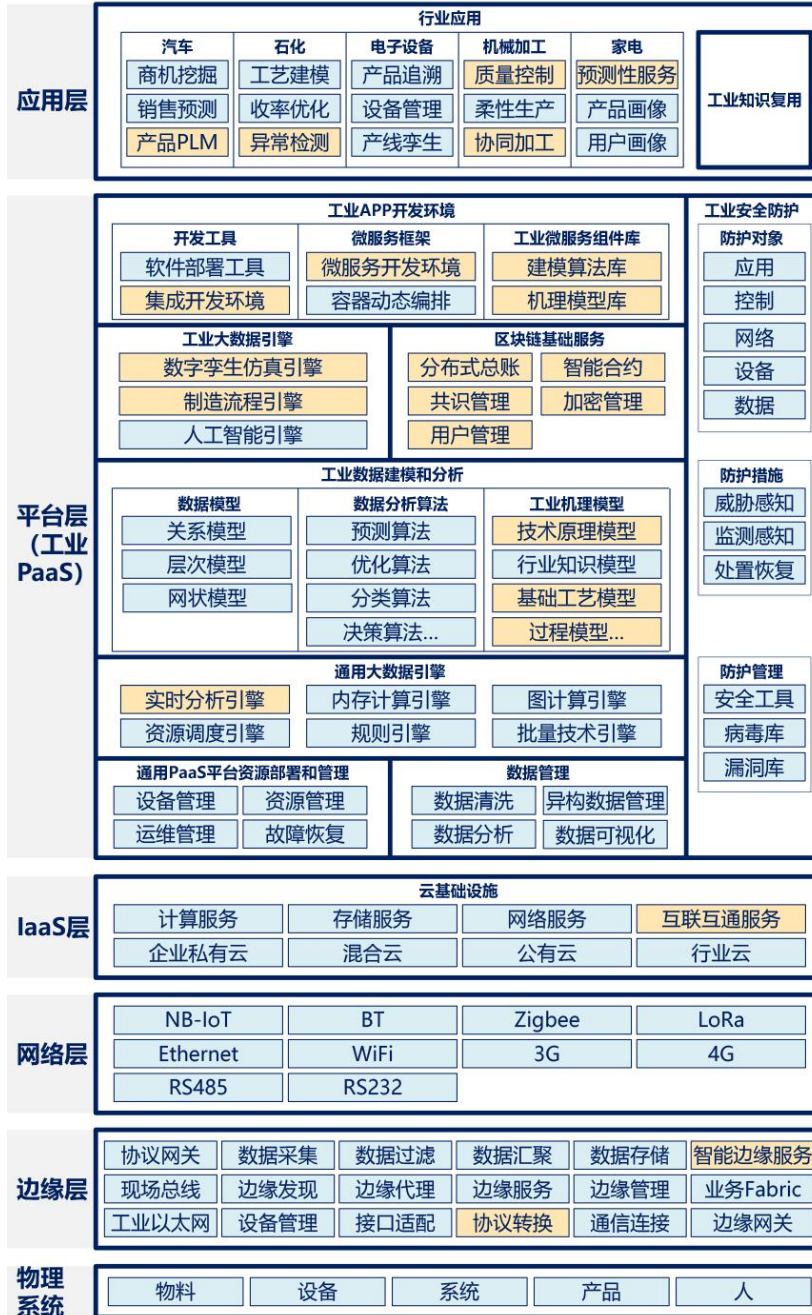 应用层
行业应用
汽车
商机挖掘
销售预测
产品PLM
石化
工艺建模
收率优化
异常检测
电子设备
产品追溯
设备管理
产线孪生
机械加工
质量控制
柔性生产
协同加工
家电
预测性服务
产品画像
用户画像
工业知识复用
平台层
（工业
PaaS）
工业APP开发环境
开发工具
软件部署工具
集成开发环境
微服务框架
微服务开发环境
容器动态编排
工业微服务组件库
建模算法库
机理模型库
工业大数据引擎
数字孪生仿真引擎
制造流程引擎
人工智能引擎
区块链基础服务
分布式总账 智能合约
共识管理 加密管理
用户管理
工业数据建模和分析
数据模型
关系模型
层次模型
网状模型
数据分析算法
预测算法
优化算法
分类算法
决策算法...
工业机理模型
技术原理模型
行业知识模型
基础工艺模型
过程模型...
通用大数据引擎
实时分析引擎 内存计算引擎 图计算引擎
资源调度引擎 规则引擎 批量技术引擎
通用PaaS平台资源部署和管理
设备管理 资源管理
运维管理 故障恢复
数据管理
数据清洗 异构数据管理
数据分析 数据可视化
工业安全防护
防护对象
应用
控制
网络
设备
数据
防护措施
威胁感知
监测感知
处置恢复
防护管理
安全工具
病毒库
漏洞库
IaaS层
云基础设施
计算服务 存储服务 网络服务 互联互通服务
企业私有云 混合云 公有云 行业云
网络层
NB-IoT BT Zigbee LoRa
Ethernet WiFi 3G 4G
RS485 RS232
边缘层
协议网关 数据采集 数据过滤 数据汇聚 数据存储 智能边缘服务
现场总线 边缘发现 边缘代理 边缘服务 边缘管理 业务Fabric
工业以太网 设备管理 接口适配 协议转换 通信连接 边缘网关
物理
系统
物料 设备 系统 产品 人